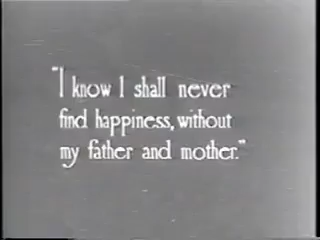 "I know I shall never
find happiness, without
my father and mother."